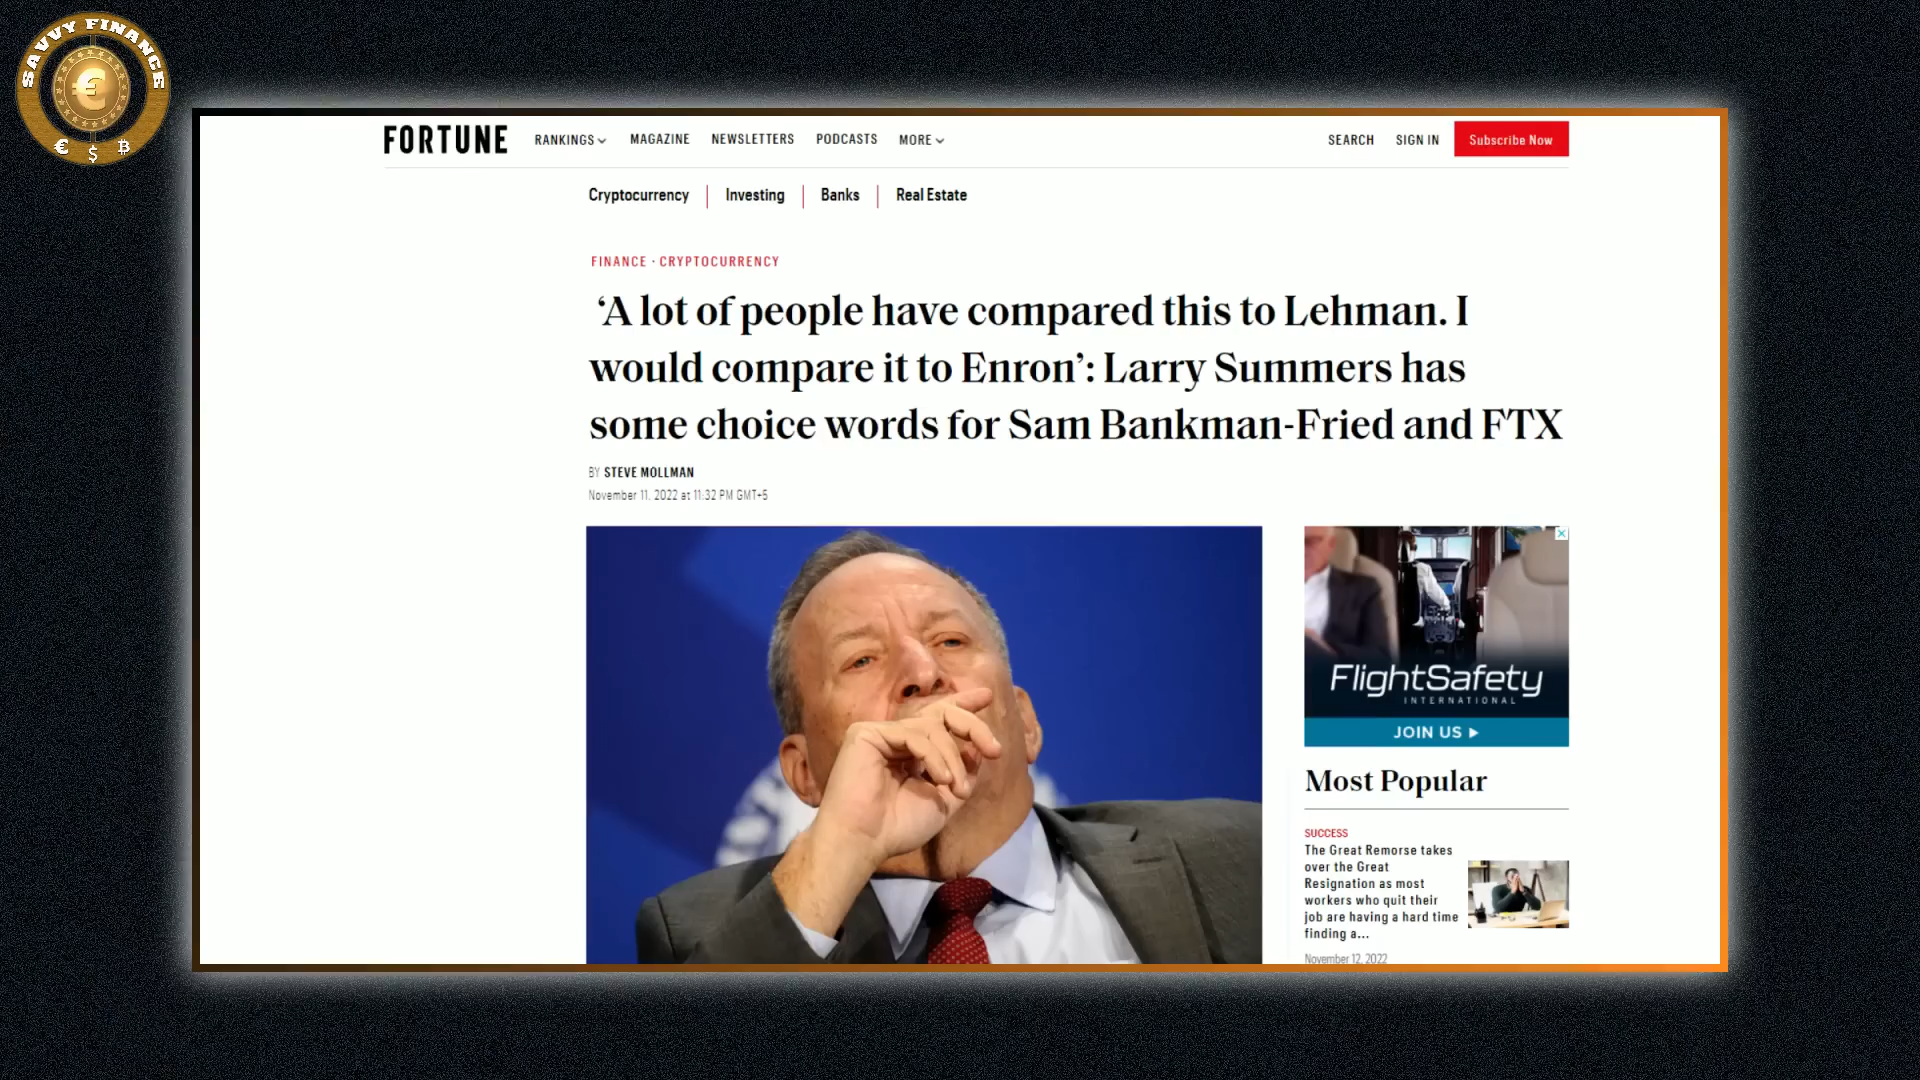 SAVVY FINANCE
€
€ $ ₿
FORTUNE RANKINGS MAGAZINE NEWSLETTERS PODCASTS MORE SEARCH SIGN IN Subscribe Now
Cryptocurrency | Investing | Banks | Real Estate
FINANCE · CRYPTOCURRENCY
‘A lot of people have compared this to Lehman. I
would compare it to Enron’: Larry Summers has
some choice words for Sam Bankman-Fried and FTX
BY STEVE MOLLMAN
November 11, 2022 at 11:32 PM GMT+5
FlightSafety
INTERNATIONAL
JOIN US
Most Popular
SUCCESS
The Great Remorse takes
over the Great
Resignation as most
workers who quit their
job are having a hard time
finding a...
November 12, 2022